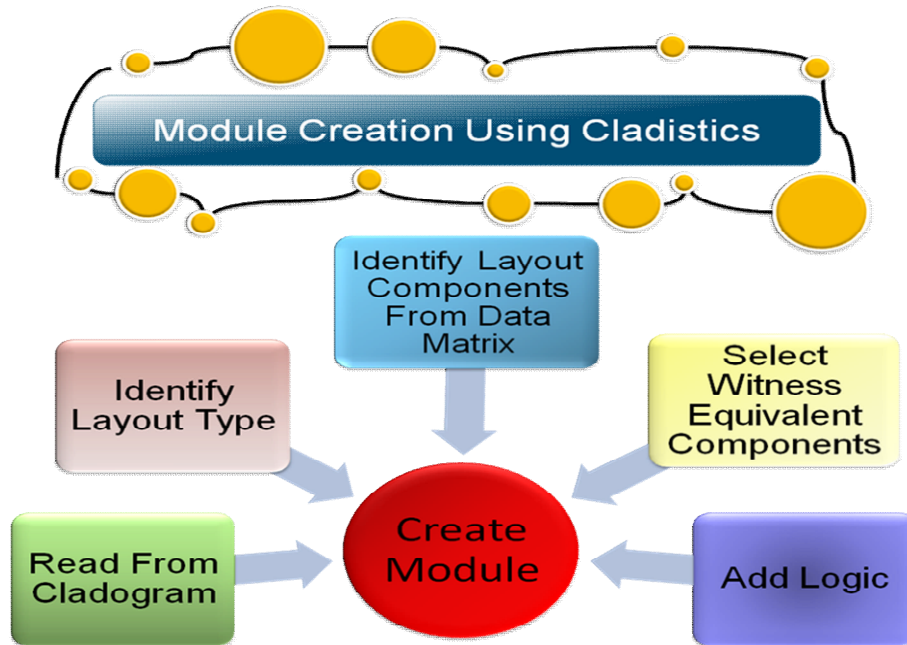 Module Creation Using Cladistics
Identify Layout
Components
From Data
Matrix
Identify
Layout Type
Select
Witness
Equivalent
Components
Read From
Cladogram
Create
Module
Add Logic